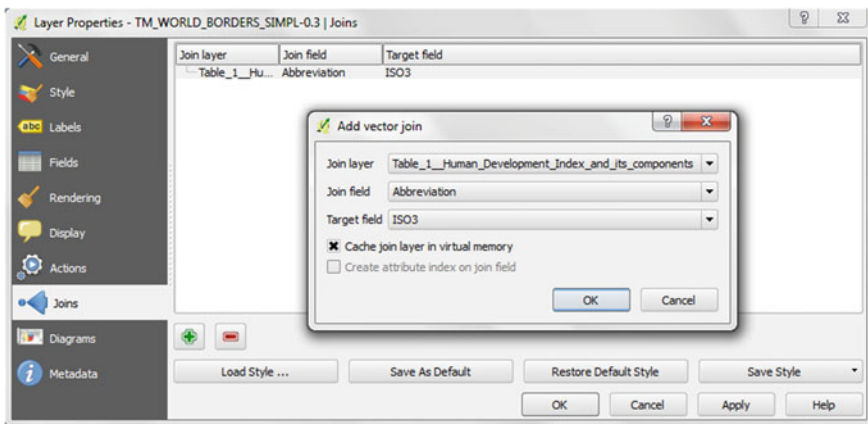 Layer Properties - TM_WORLD_BORDERS_SIMPL-0.3 | Joins
General
Style
abc Labels
Fields
Rendering
Display
Actions
Joins
Diagrams
Metadata
Join layer Join field Target field
Table_1__Hu... Abbreviation ISO3
Add vector join
Join layer Table_1__Human_Development_Index_and_its_components
Join field Abbreviation
Target field ISO3
Cache join layer in virtual memory
Create attribute index on join field
OK Cancel
Load Style ... Save As Default Restore Default Style Save Style
OK Cancel Apply Help